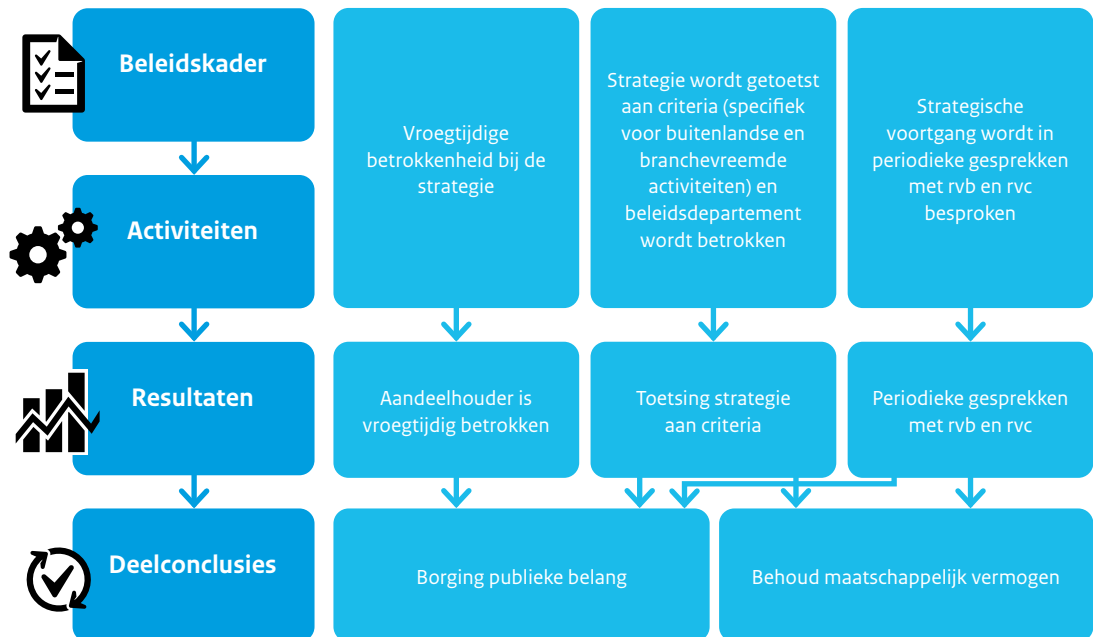 Beleidskader
Activiteiten
Vroegtijdige
betrokkenheid bij de
strategie
Strategie wordt getoetst
aan criteria (specifiek
voor buitenlandse en
branchevreemde
activiteiten) en
beleidsdepartement
wordt betrokken
Strategische
voortgang wordt in
periodieke gesprekken
met rvb en rvc
besproken
Resultaten
Aandeelhouder is
vroegtijdig betrokken
Toetsing strategie
aan criteria
Periodieke gesprekken
met rvb en rvc
Deelconclusies
Borging publieke belang
Behoud maatschappelijk vermogen